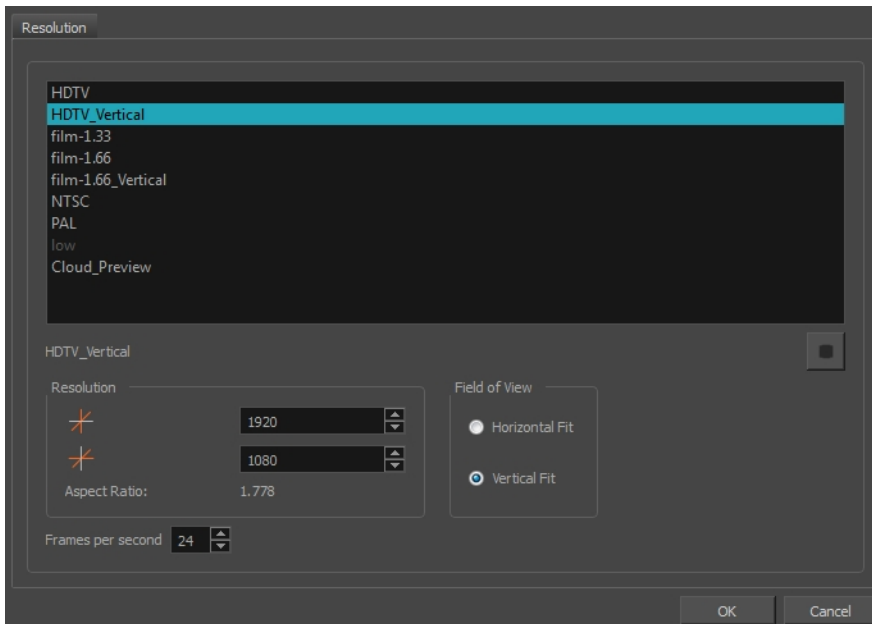 Resolution
HDTV
HDTV_Vertical
film-1.33
film-1.66
film-1.66_Vertical
NTSC
PAL
low
Cloud_Preview
HDTV_Vertical
Resolution
1920
1080
Aspect Ratio: 1.778
Field of View
Horizontal Fit
Vertical Fit
Frames per second 24
OK Cancel